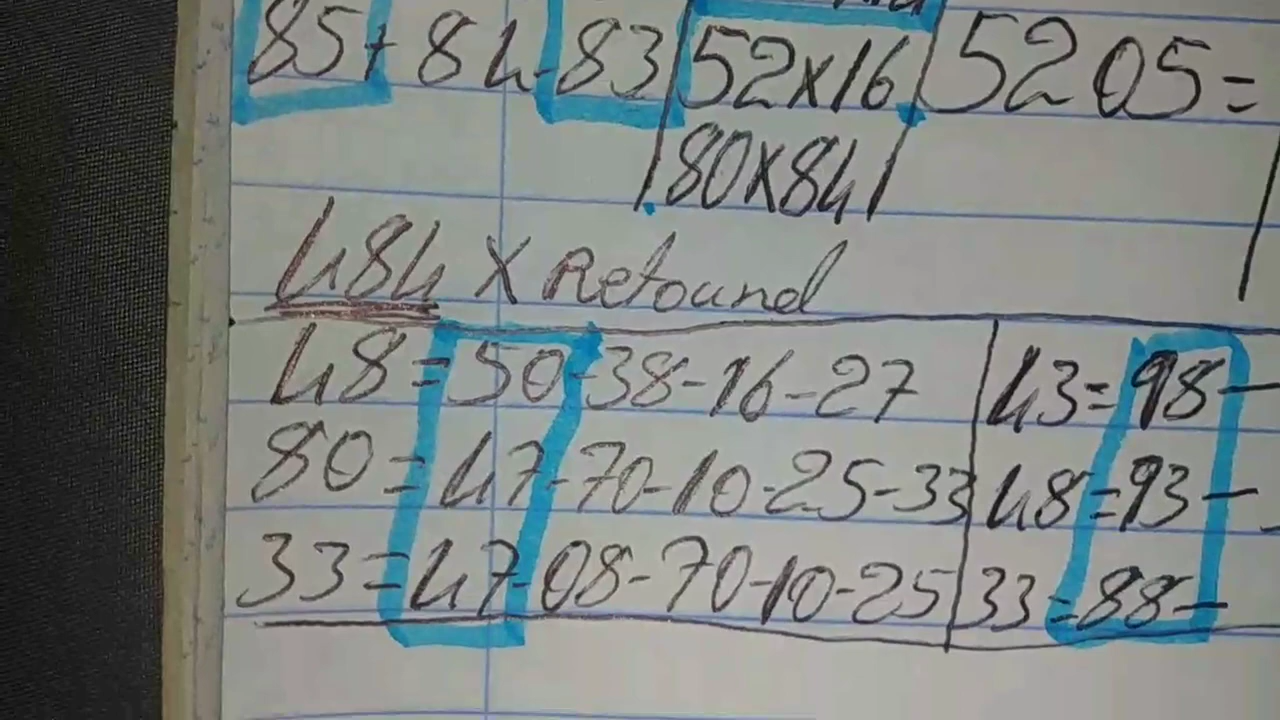 85+84-83 | 52x16 | 5205=
80x84
484 x Retound
48=50-38-16-27 | 43=98-
80=47-70-10-25-33 | 48=93-
33=47-08-70-10-25 | 33=88-